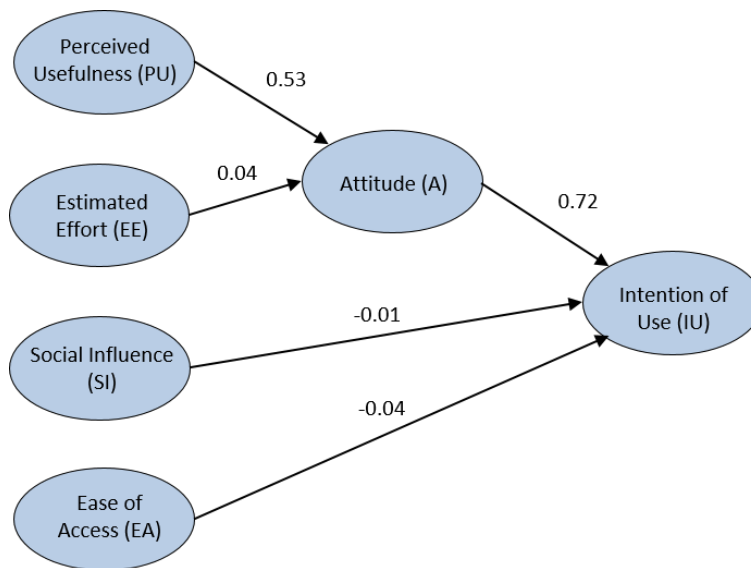 Perceived
Usefulness (PU)
0.53
Estimated
Effort (EE)
0.04
Attitude (A)
0.72
Intention of
Use (IU)
Social Influence
(SI)
-0.01
-0.04
Ease of
Access (EA)